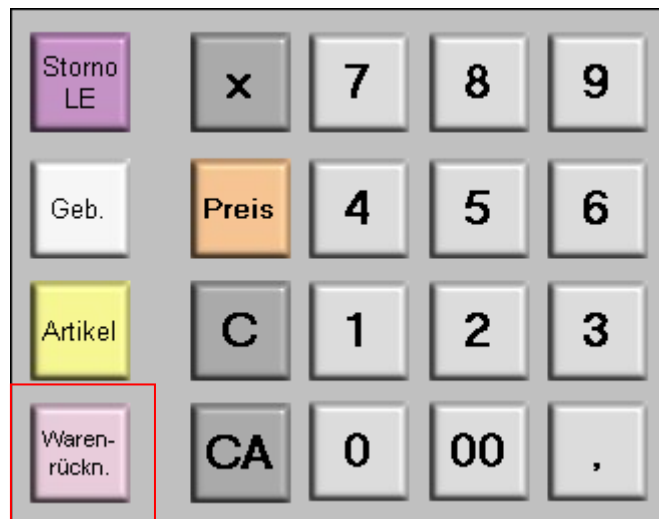 Storno
LE
x
7
8
9
Geb.
Preis
4
5
6
Artikel
C
1
2
3
Waren-
rückn.
CA
0
00
,